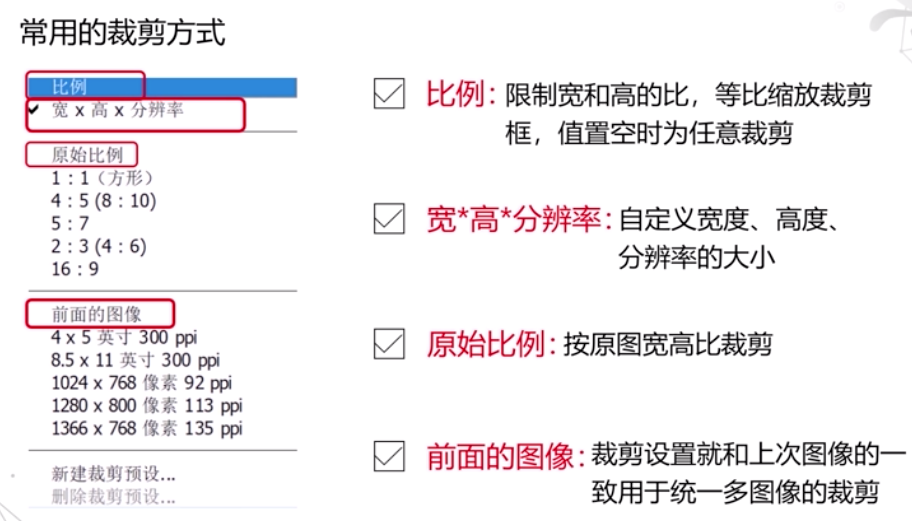 常用的裁剪方式
比例
宽 x 高 x 分辨率
原始比例
1 : 1（方形）
4 : 5 (8 : 10)
5 : 7
2 : 3 (4 : 6)
16 : 9
前面的图像
4 x 5 英寸 300 ppi
8.5 x 11 英寸 300 ppi
1024 x 768 像素 92 ppi
1280 x 800 像素 113 ppi
1366 x 768 像素 135 ppi
新建裁剪预设...
删除裁剪预设...
比例：限制宽和高的比，等比缩放裁剪
框，值置空时为任意裁剪
宽*高*分辨率：自定义宽度、高度、
分辨率的大小
原始比例：按原图宽高比裁剪
前面的图像：裁剪设置就和上次图像的一
致用于统一多图像的裁剪